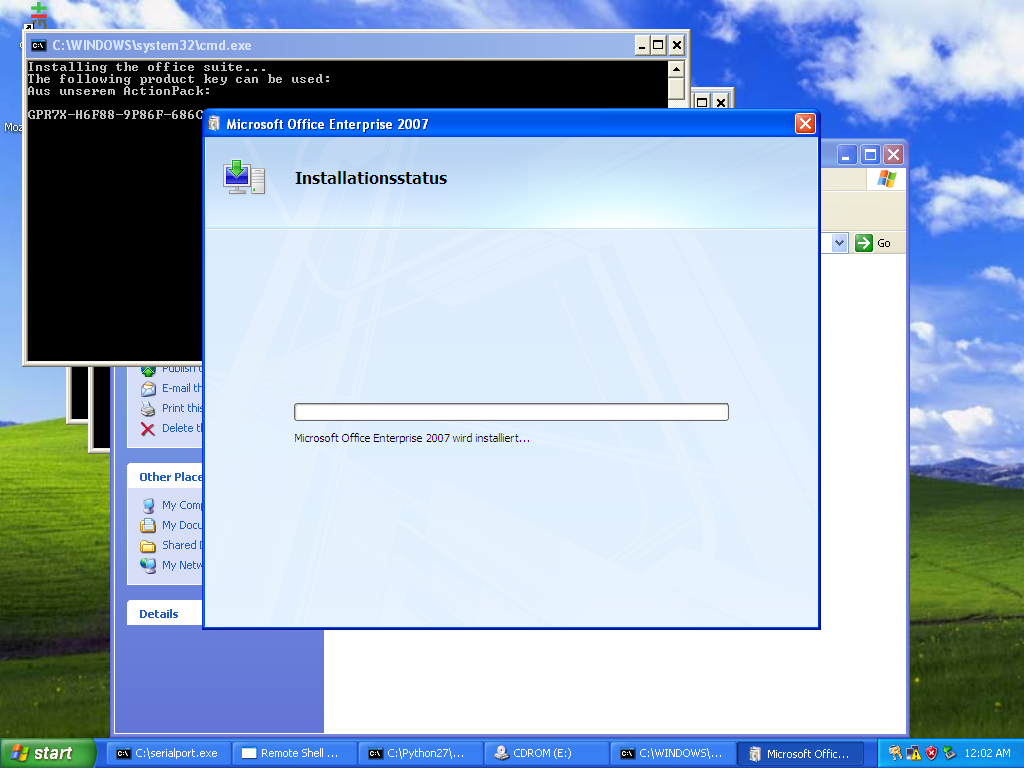 C:\WINDOWS\system32\cmd.exe
Installing the office suite...
The following product key can be used:
Aus unserem ActionPack:
GPR7X-H6F88-9P86F-686C
Microsoft Office Enterprise 2007
Installationsstatus
Go
Microsoft Office Enterprise 2007 wird installiert...
Moz
Publish
E-mail th
Print this
Delete t
Other Place
My Comp
My Docu
Shared D
My Netw
Details
start
C:\serialport.exe
Remote Shell ...
C:\Python27\...
CDROM (E:)
C:\WINDOWS\...
Microsoft Offic...
12:02 AM